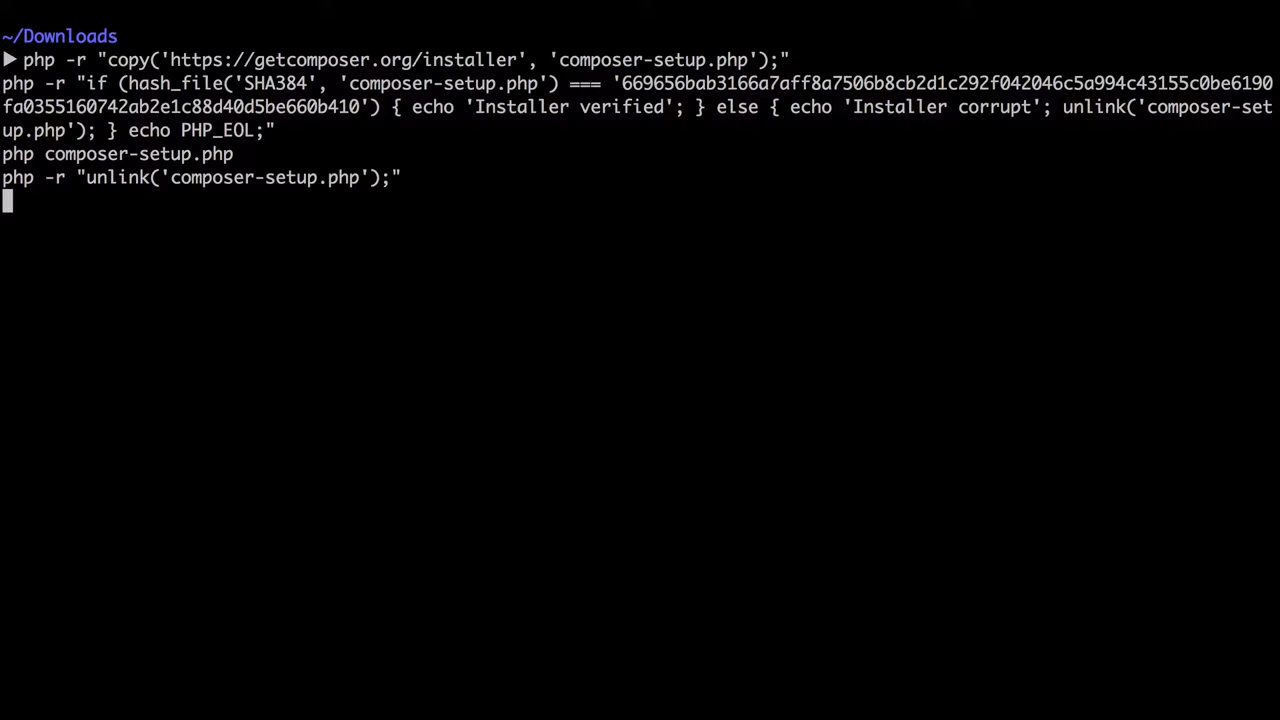 ~/Downloads
▶ php -r "copy('https://getcomposer.org/installer', 'composer-setup.php');"
php -r "if (hash_file('SHA384', 'composer-setup.php') === '669656bab3166a7aff8a7506b8cb2d1c292f042046c5a994c43155c0be6190
fa0355160742ab2e1c88d40d5be660b410') { echo 'Installer verified'; } else { echo 'Installer corrupt'; unlink('composer-set
up.php'); } echo PHP_EOL;"
php composer-setup.php
php -r "unlink('composer-setup.php');"